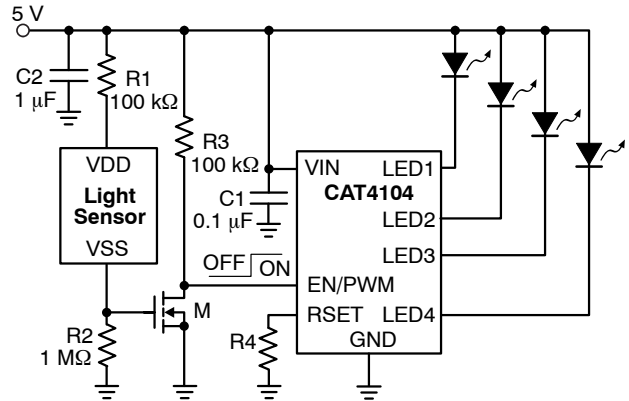 5 V
C2
1 μF
R1
100 kΩ
R3
100 kΩ
VDD
Light
Sensor
VSS
C1
0.1 μF
VIN
LED1
CAT4104
LED2
LED3
OFF
ON
EN/PWM
M
RSET
LED4
R2
1 MΩ
R4
GND